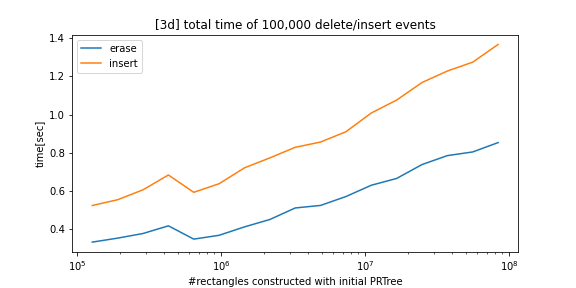 [3d] total time of 100,000 delete/insert events
1.4
1.2
1.0
0.8
0.6
0.4
time[sec]
erase
insert
10^5
10^6
10^7
10^8
#rectangles constructed with initial PRTree